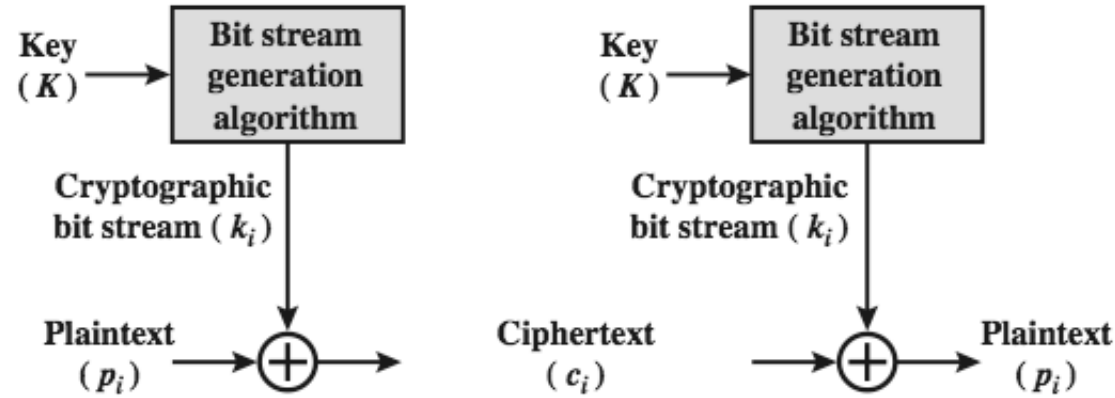 Key
( K )
Bit stream
generation
algorithm
Cryptographic
bit stream ( kᵢ )
Plaintext
( pᵢ )
Key
( K )
Bit stream
generation
algorithm
Cryptographic
bit stream ( kᵢ )
Ciphertext
( cᵢ )
Plaintext
( pᵢ )